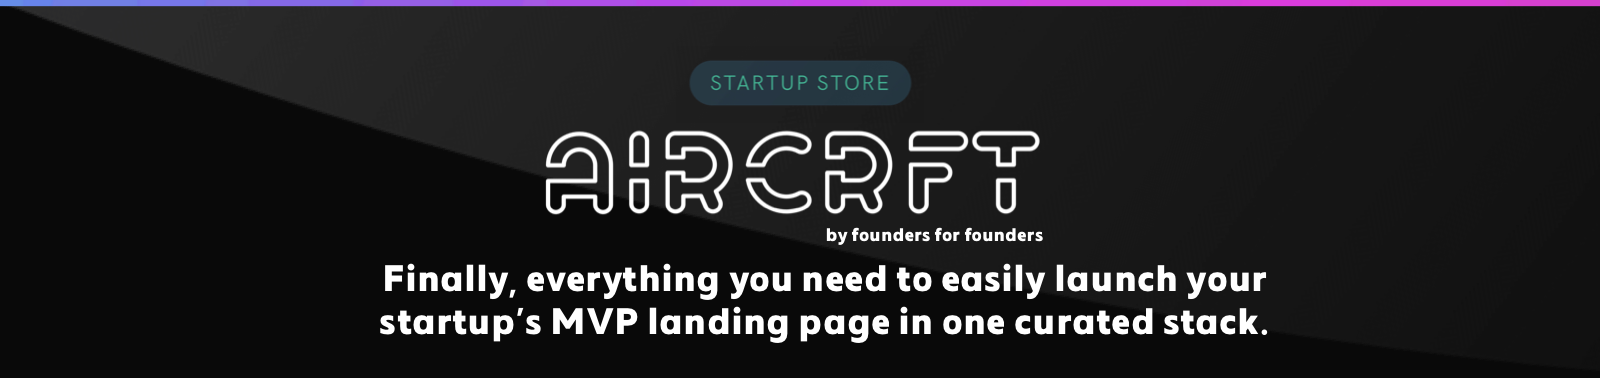 STARTUP STORE
AIRCRFT
by founders for founders
Finally, everything you need to easily launch your
startup's MVP landing page in one curated stack.